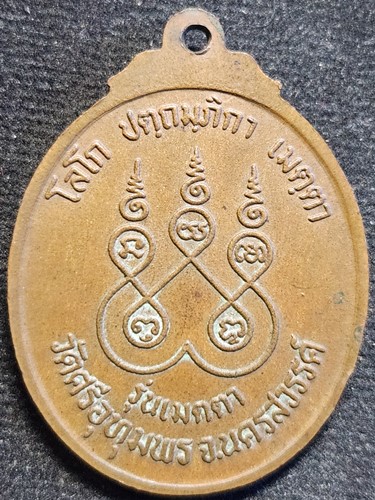 โลโก ปตฺถมฺภิกา เมตฺตา
รุ่นเมตตา
วัดศรีอุทุมพร จ.นครสวรรค์